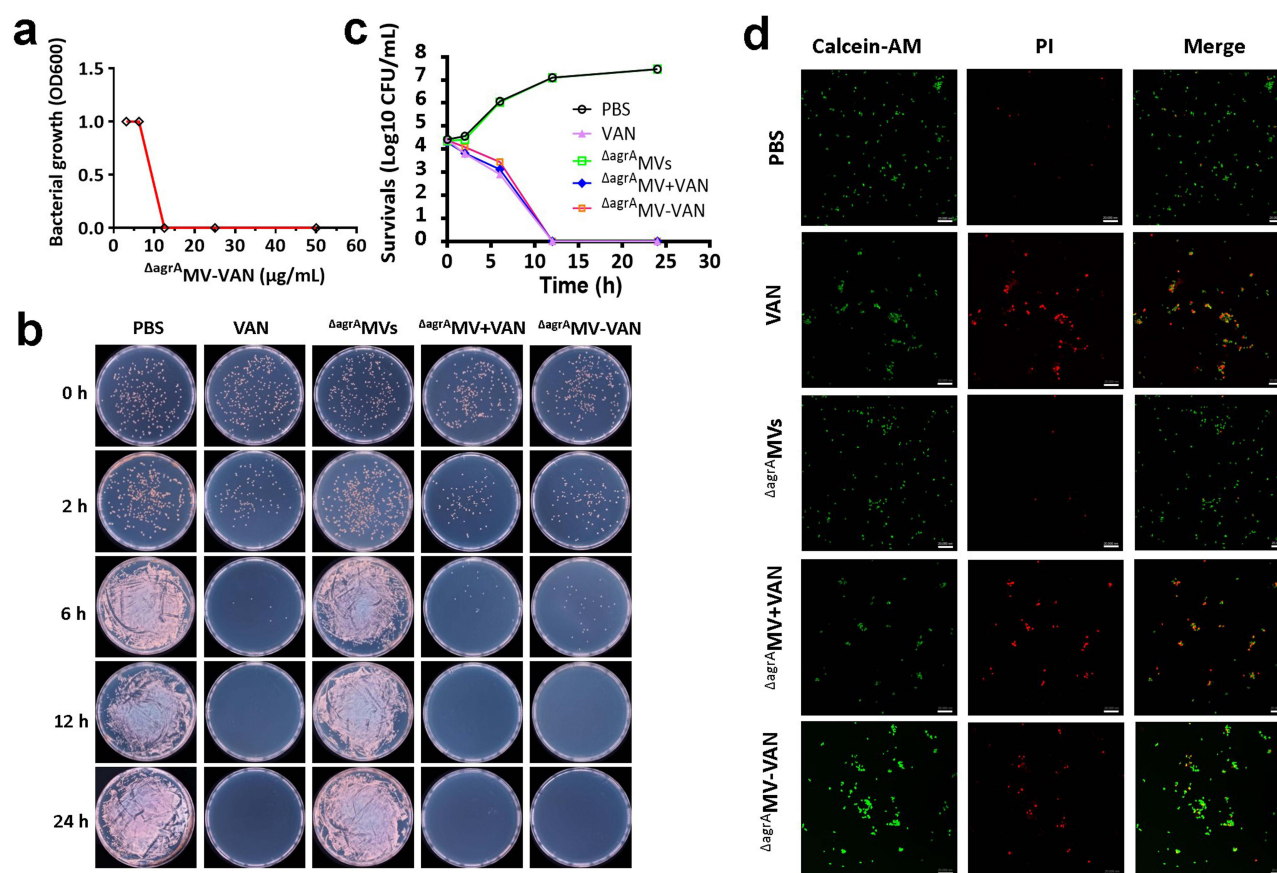 a
Bacterial growth (OD600)
1.5
1.0
0.5
0.0
0 10 20 30 40 50 60
ΔagrAMV-VAN (µg/mL)
c
Survivals (Log10 CFU/mL)
8
7
6
5
4
3
2
1
0
0 5 10 15 20 25 30
Time (h)
PBS
VAN
ΔagrAMVs
ΔagrAMV+VAN
ΔagrAMV-VAN
b
PBS VAN ΔagrAMVs ΔagrAMV+VAN ΔagrAMV-VAN
0 h
2 h
6 h
12 h
24 h
d
Calcein-AM PI Merge
PBS
VAN
ΔagrAMVs
ΔagrAMV+VAN
ΔagrAMV-VAN